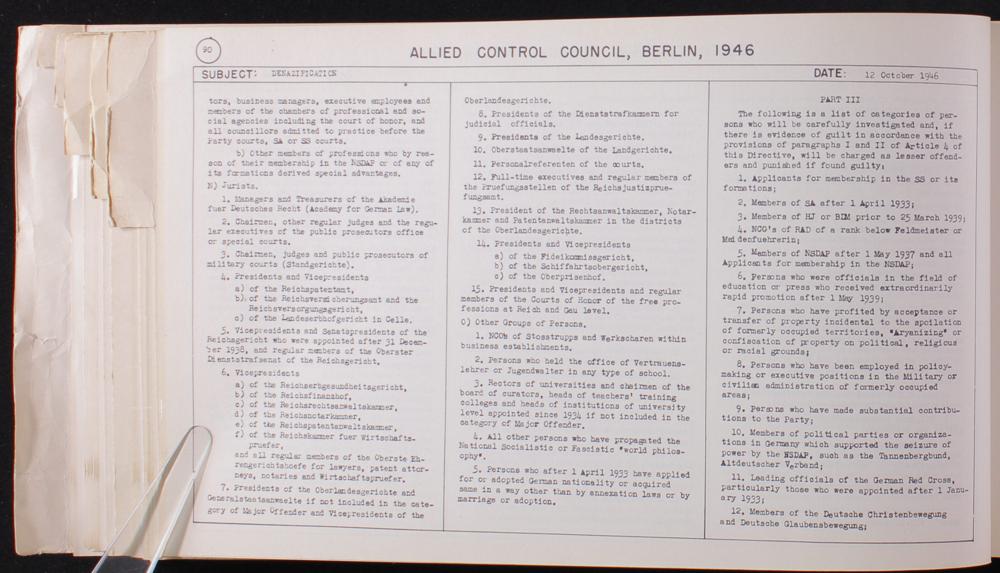 90
ALLIED CONTROL COUNCIL, BERLIN, 1946
SUBJECT: DENAZIFICATION
DATE: 12 October 1946
tors, business managers, executive employees and
members of the chambers of professional and so-
cial agencies including the court of honor, and
all councillors admitted to practice before the
Party courts, SA or SS courts.
b) Other members of professions who by rea-
son of their membership in the NSDAP or of any of
its formations derived special advantages.
N) Jurists.
1. Managers and Treasurers of the Akademie
fuer Deutsches Recht (Academy for German Law).
2. Chairmen, other regular judges and the regu-
lar executives of the public prosecutors office
or special courts.
3. Chairmen, judges and public prosecutors of
military courts (Standgerichte).
4. Presidents and Vicepresidents
a) of the Reichspatentamt,
b) of the Reichsversicherungsamt and the
Reichsversorgungsgericht,
c) of the Landeserbhofgericht in Celle.
5. Vicepresidents and Senatspresidents of the
Reichsgericht who were appointed after 31 Decem-
ber 1938, and regular members of the Oberster
Dienststrafsenat of the Reichsgericht.
6. Vicepresidents
a) of the Reichserbgesundheitsgericht,
b) of the Reichsfinanzhof,
c) of the Reichsrechtsanwaltskammer,
d) of the Reichsnotarkammer,
e) of the Reichspatentanwaltskammer,
f) of the Reichskammer fuer Wirtschafts-
pruefer,
and all regular members of the Oberste Eh-
rengerichtshoefe for lawyers, patent attor-
neys, notaries and Wirtschaftspruefer.
7. Presidents of the Oberlandesgerichte and
Generalstaatsanwaelte if not included in the cate-
gory of Major Offender and Vicepresidents of the
Oberlandesgerichte.
8. Presidents of the Dienststrafkammern for
judicial officials.
9. Presidents of the Landesgerichte.
10. Oberstaatsanwaelte of the Landgerichte.
11. Personalreferenten of the courts.
12. Full-time executives and regular members of
the Pruefungsstellen of the Reichsjustizprue-
fungsamt.
13. President of the Rechtsanwaltskammer, Notar-
kammer and Patentanwaltskammer in the districts
of the Oberlandesgerichte.
14. Presidents and Vicepresidents
a) of the Fideikommissgericht,
b) of the Schiffahrtsobergericht,
c) of the Oberprisenhof.
15. Presidents and Vicepresidents and regular
members of the Courts of Honor of the free pro-
fessions at Reich and Gau level.
O) Other Groups of Persons.
1. NCO's of Stosstrupps and Werkscharen within
business establishments.
2. Persons who held the office of Vertrauens-
lehrer or Jugendwalter in any type of school.
3. Rectors of universities and chairmen of the
board of curators, heads of teachers' training
colleges and heads of institutions of university
level appointed since 1934 if not included in the
category of Major Offender.
4. All other persons who have propagated the
National Socialistic or Fascistic "world philos-
ophy".
5. Persons who after 1 April 1933 have applied
for or adopted German nationality or acquired
same in a way other than by annexation laws or by
marriage or adoption.
PART III
The following is a list of categories of per-
sons who will be carefully investigated and, if
there is evidence of guilt in accordance with the
provisions of paragraphs I and II of Article 4 of
this Directive, will be charged as lesser offend-
ers and punished if found guilty;
1. Applicants for membership in the SS or its
formations;
2. Members of SA after 1 April 1933;
3. Members of HJ or BDM prior to 25 March 1939;
4. NCO's of RAD of a rank below Feldmeister or
Maidenfuehrerin;
5. Members of NSDAP after 1 May 1937 and all
Applicants for membership in the NSDAP;
6. Persons who were officials in the field of
education or press who received extraordinarily
rapid promotion after 1 May 1939;
7. Persons who have profited by acceptance or
transfer of property incidental to the spoilation
of formerly occupied territories, "Aryanizing" or
confiscation of property on political, religious
or racial grounds;
8. Persons who have been employed in policy-
making or executive positions in the Military or
civilian administration of formerly occupied
areas;
9. Persons who have made substantial contribu-
tions to the Party;
10. Members of political parties or organiza-
tions in Germany which supported the seizure of
power by the NSDAP, such as the Tannenbergbund,
Altdeutscher Verband;
11. Leading officials of the German Red Cross,
particularly those who were appointed after 1 Janu-
ary 1933;
12. Members of the Deutsche Christenbewegung
and Deutsche Glaubensbewegung;